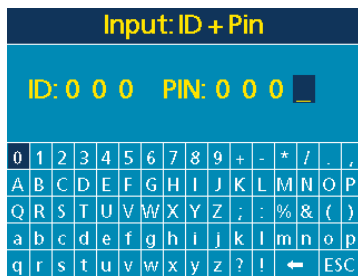 Input: ID + Pin
ID: 0 0 0 PIN: 0 0 0 _
0 1 2 3 4 5 6 7 8 9 + - * / . ,
A B C D E F G H I J K L M N O P
Q R S T U V W X Y Z ; : % & ( )
a b c d e f g h i j k l m n o p
q r s t u v w x y z ? ! ← ESC